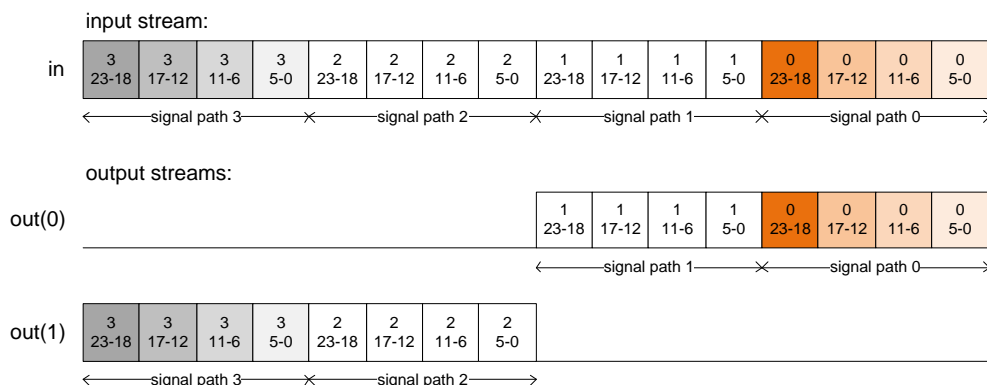 input stream:
in
3 3 3 3 2 2 2 2 1 1 1 1 0 0 0 0
23-18 17-12 11-6 5-0 23-18 17-12 11-6 5-0 23-18 17-12 11-6 5-0 23-18 17-12 11-6 5-0
signal path 3 signal path 2 signal path 1 signal path 0
output streams:
out(0)
1 1 1 1 0 0 0 0
23-18 17-12 11-6 5-0 23-18 17-12 11-6 5-0
signal path 1 signal path 0
out(1)
3 3 3 3 2 2 2 2
23-18 17-12 11-6 5-0 23-18 17-12 11-6 5-0
signal path 3 signal path 2